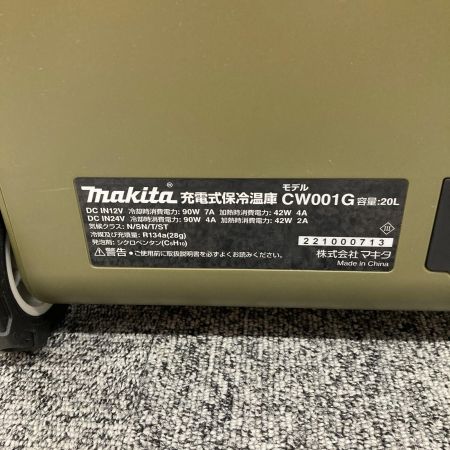 makita 充電式保冷温庫 モデル CW001G 容量:20L
DC IN12V 冷却時消費電力: 90W 7A 加熱時消費電力: 42W 4A
DC IN24V 冷却時消費電力: 90W 4A 加熱時消費電力: 42W 2A
気候クラス: N/SN/T/ST
冷媒及び充填量: R134a(28g)
発泡剤: シクロペンタン(C₅H₁₀)
221000713
⚠警告 ●ご使用前に取扱説明書を必ずよくお読みください。
株式会社 マキタ
Made in China